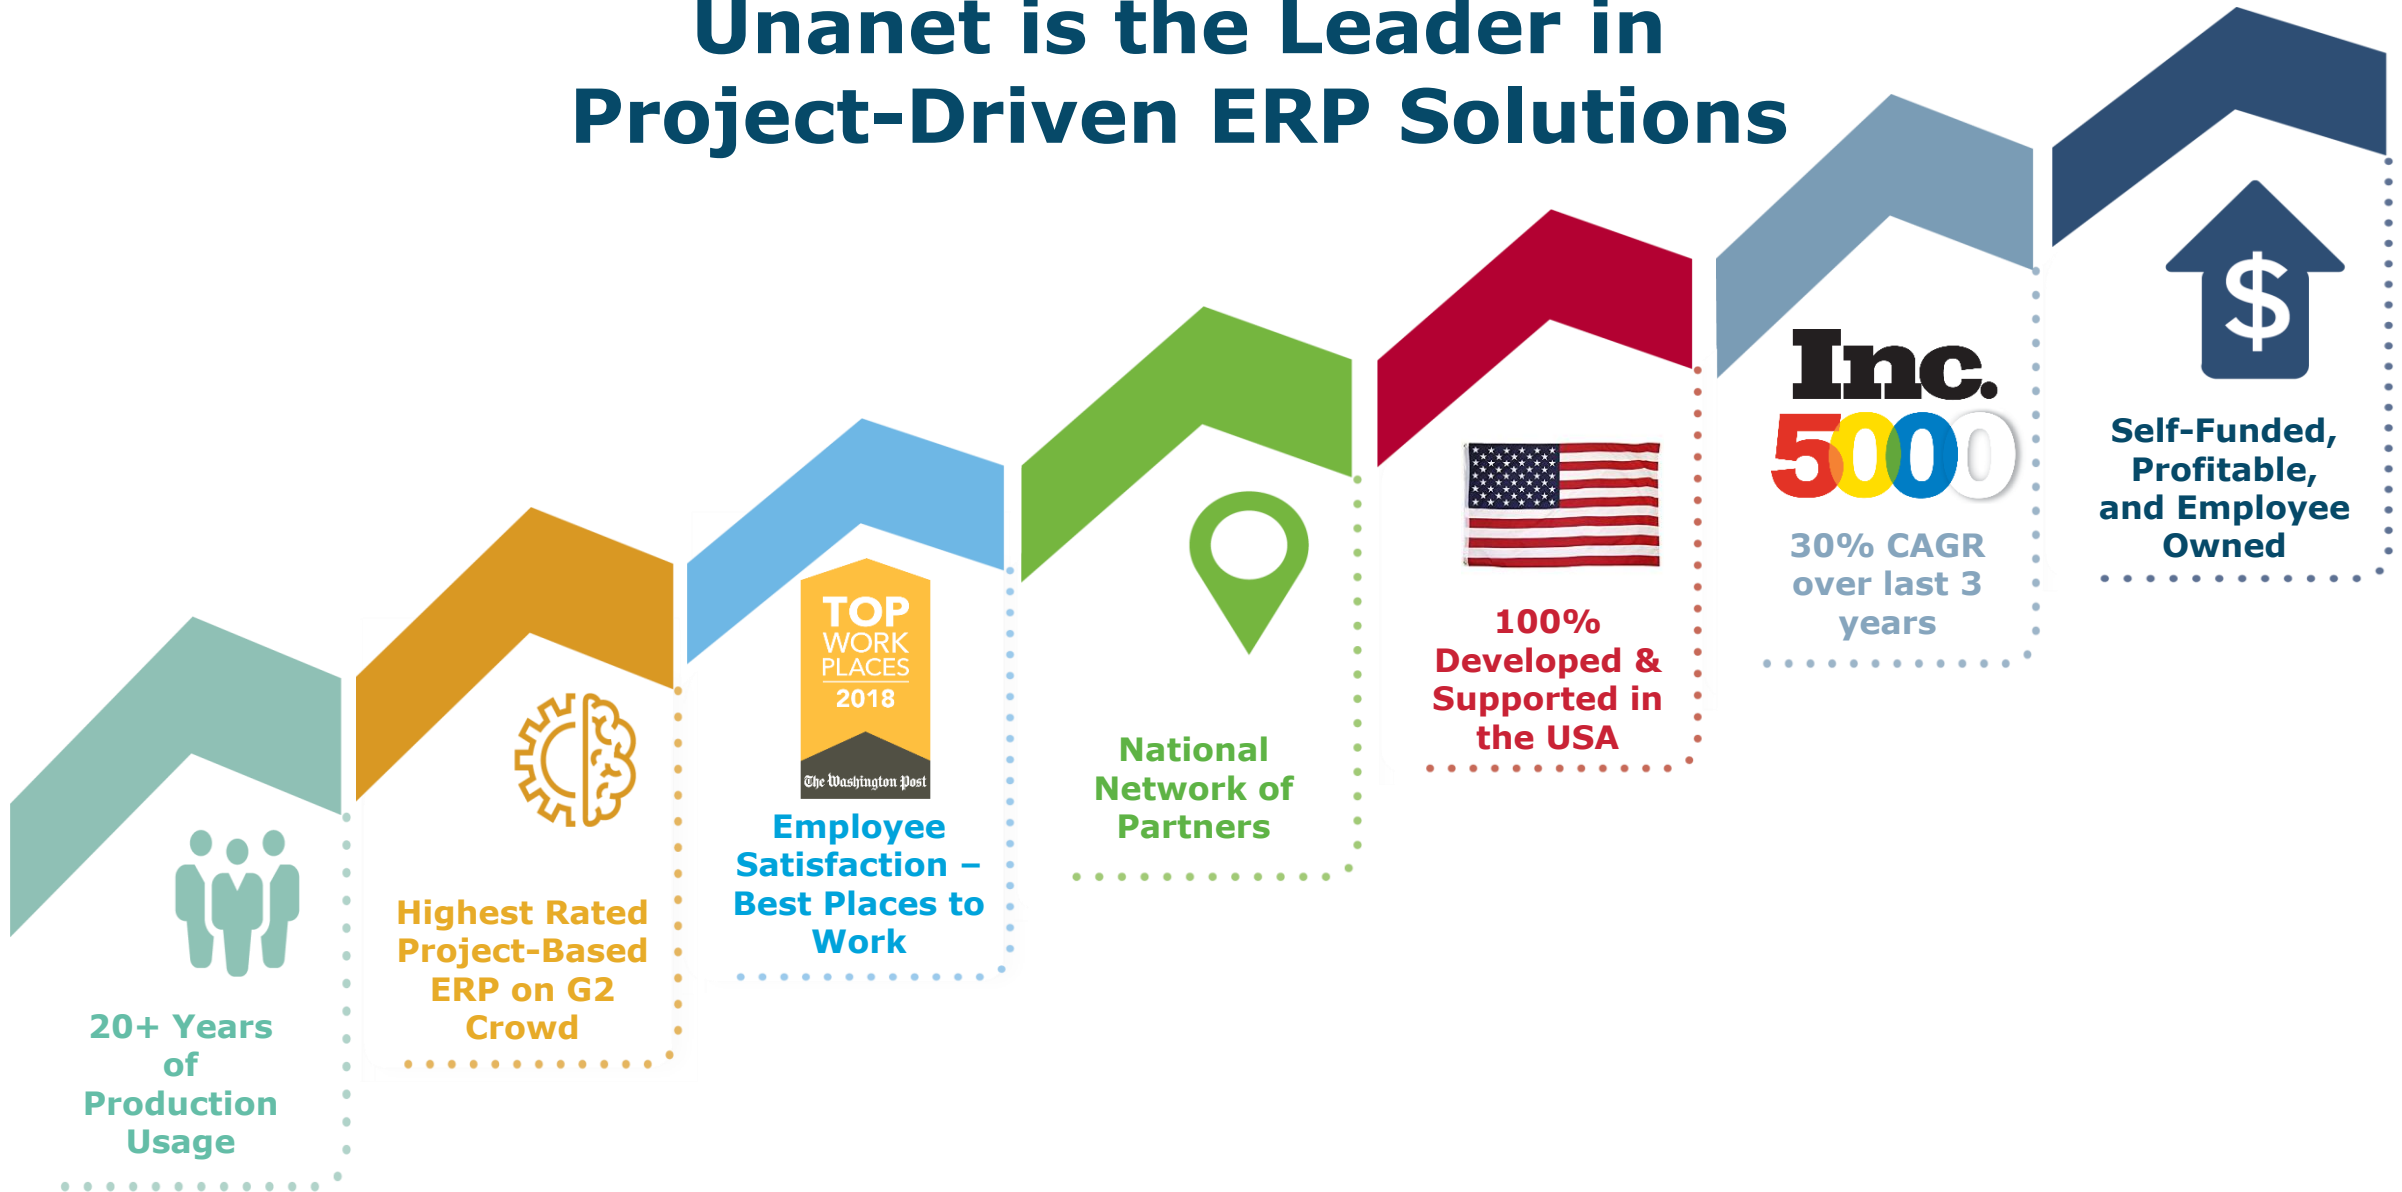 Unanet is the Leader in
Project-Driven ERP Solutions
20+ Years
of
Production
Usage
Highest Rated
Project-Based
ERP on G2
Crowd
TOP
WORK
PLACES
2018
The Washington Post
Employee
Satisfaction –
Best Places to
Work
National
Network of
Partners
100%
Developed &
Supported in
the USA
Inc.
5000
30% CAGR
over last 3
years
$
Self-Funded,
Profitable,
and Employee
Owned